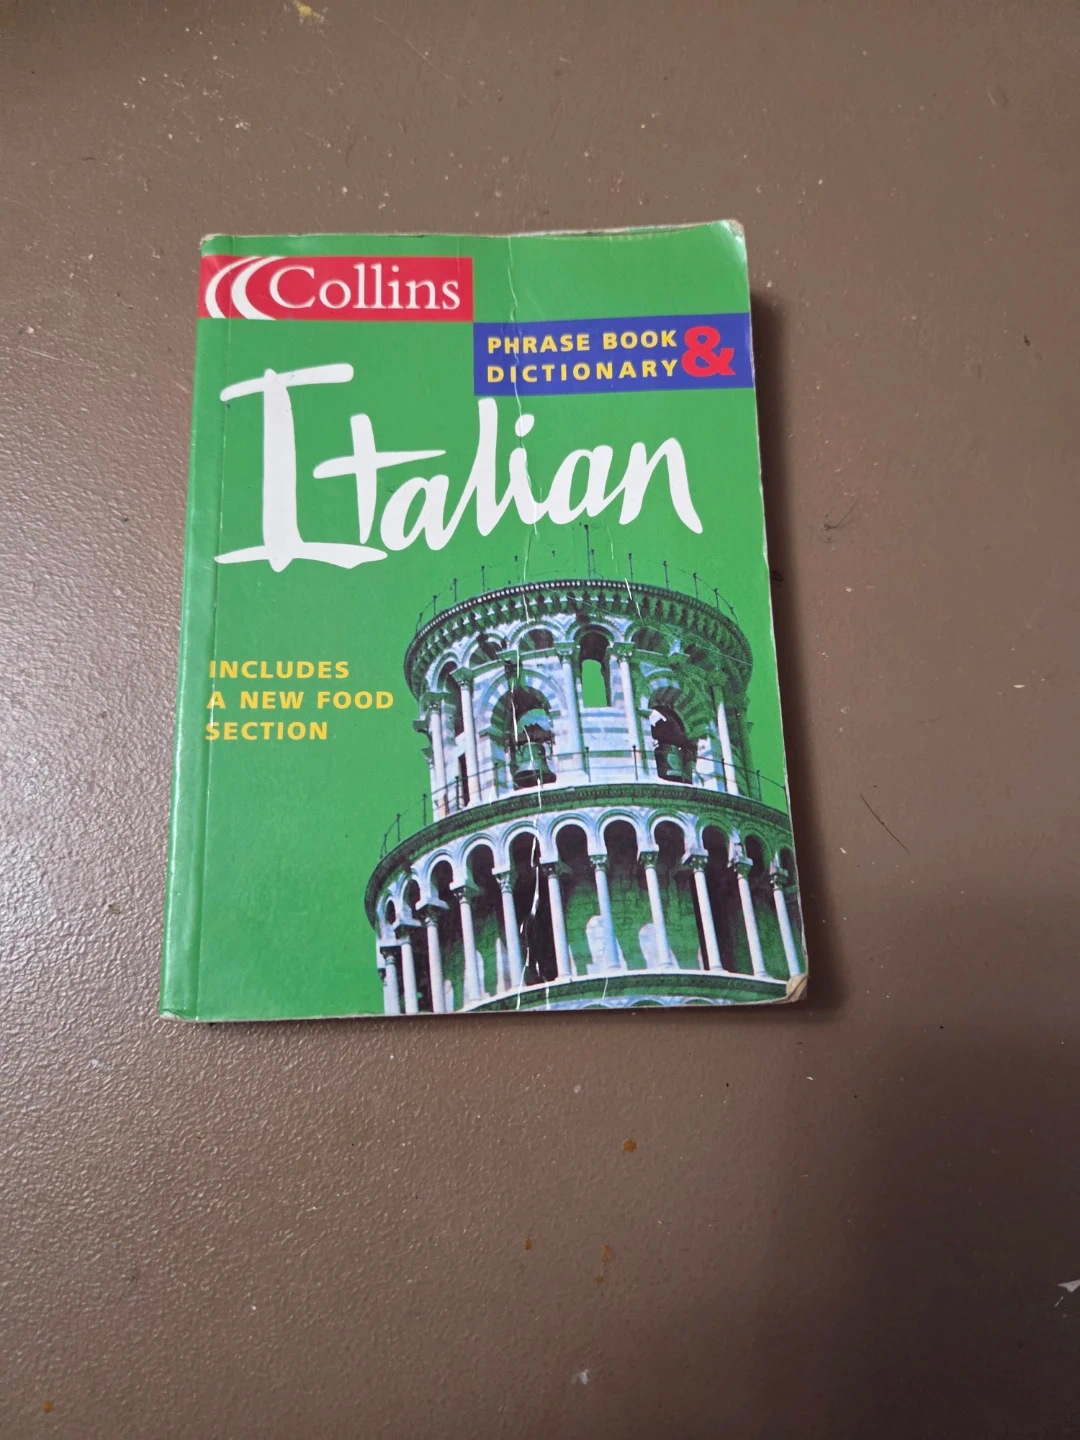 Collins
PHRASE BOOK &
DICTIONARY
Italian
INCLUDES
A NEW FOOD
SECTION